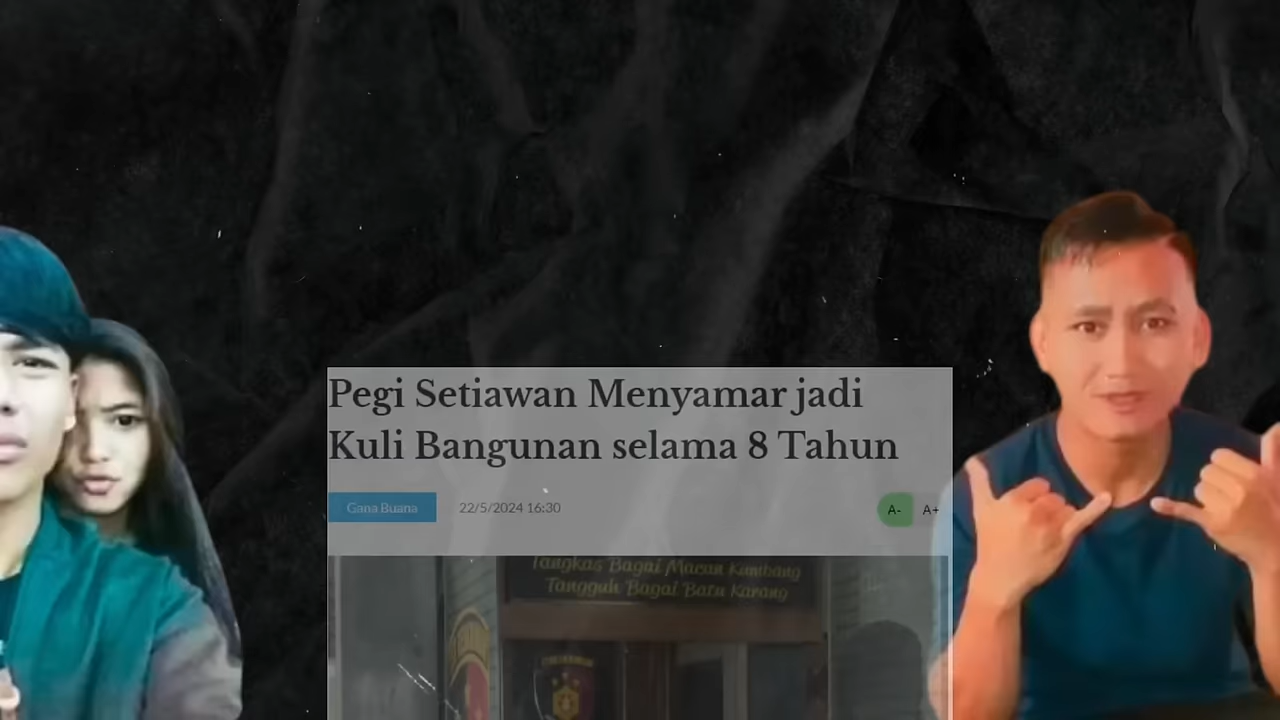 Pegi Setiawan Menyamar jadi
Kuli Bangunan selama 8 Tahun
Gana Buana 22/5/2024 16:30 A- A+
Tangkas Bagai Macan Kumbang
Tangguh Bagai Batu Karang